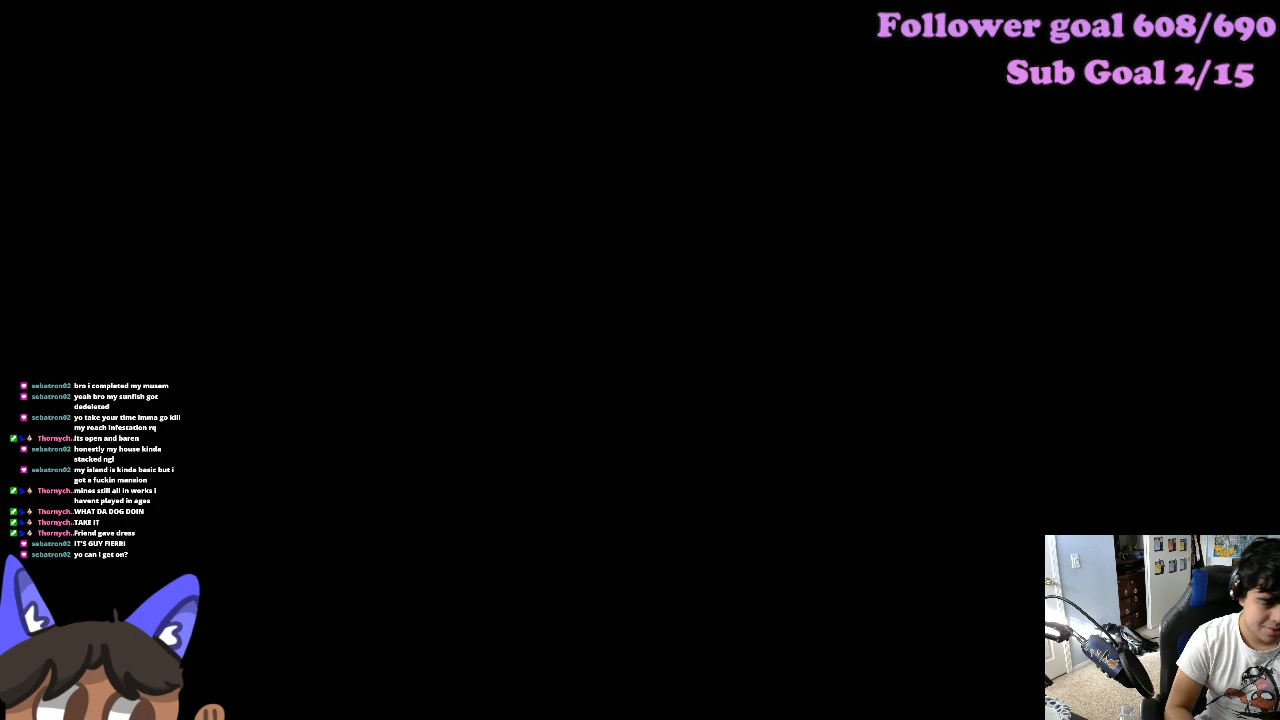 Follower goal 608/690
Sub Goal 2/15
sebatron02 bro i completed my musem
sebatron02 yeah bro my sunfish got
dedeleted
sebatron02 yo take your time imma go kill
my roach infestation rq
Thornych.. Its open and baren
sebatron02 honestly my house kinda
stacked ngl
sebatron02 my island is kinda basic but i
got a fuckin mansion
Thornych.. mines still all in works i
havent played in ages
Thornych.. WHAT DA DOG DOIN
Thornych.. TAKE IT
Thornych.. Friend gave dress
sebatron02 IT'S GUY FIERRI
sebatron02 yo can I get on?